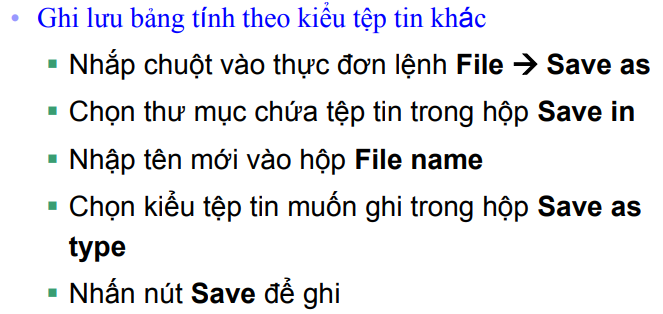 • Ghi lưu bảng tính theo kiểu tệp tin khác
▪ Nhắp chuột vào thực đơn lệnh File → Save as
▪ Chọn thư mục chứa tệp tin trong hộp Save in
▪ Nhập tên mới vào hộp File name
▪ Chọn kiểu tệp tin muốn ghi trong hộp Save as
type
▪ Nhấn nút Save để ghi